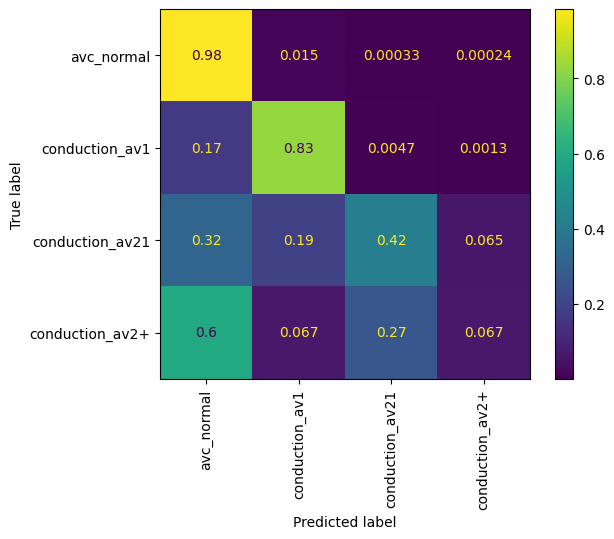 avc_normal 0.98 0.015 0.00033 0.00024
conduction_av1 0.17 0.83 0.0047 0.0013
conduction_av21 0.32 0.19 0.42 0.065
conduction_av2+ 0.6 0.067 0.27 0.067
True label
avc_normal
conduction_av1
conduction_av21
conduction_av2+
Predicted label
0.8
0.6
0.4
0.2